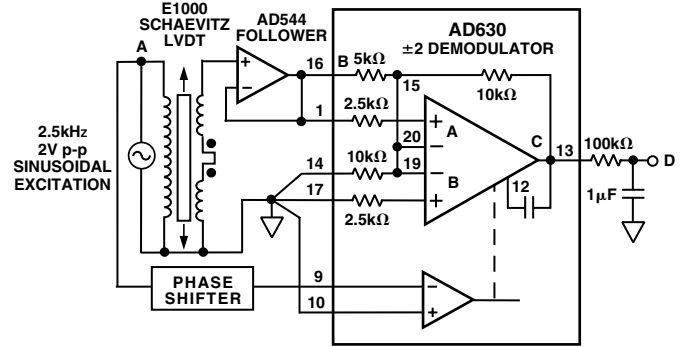 E1000
SCHAEVITZ
LVDT
AD544
FOLLOWER
AD630
±2 DEMODULATOR
A
16
B
5kΩ
15
10kΩ
1
2.5kΩ
A
20
C
13
100kΩ
D
2.5kHz
2V p-p
SINUSOIDAL
EXCITATION
14
10kΩ
19
B
12
1μF
17
2.5kΩ
PHASE
SHIFTER
9
10